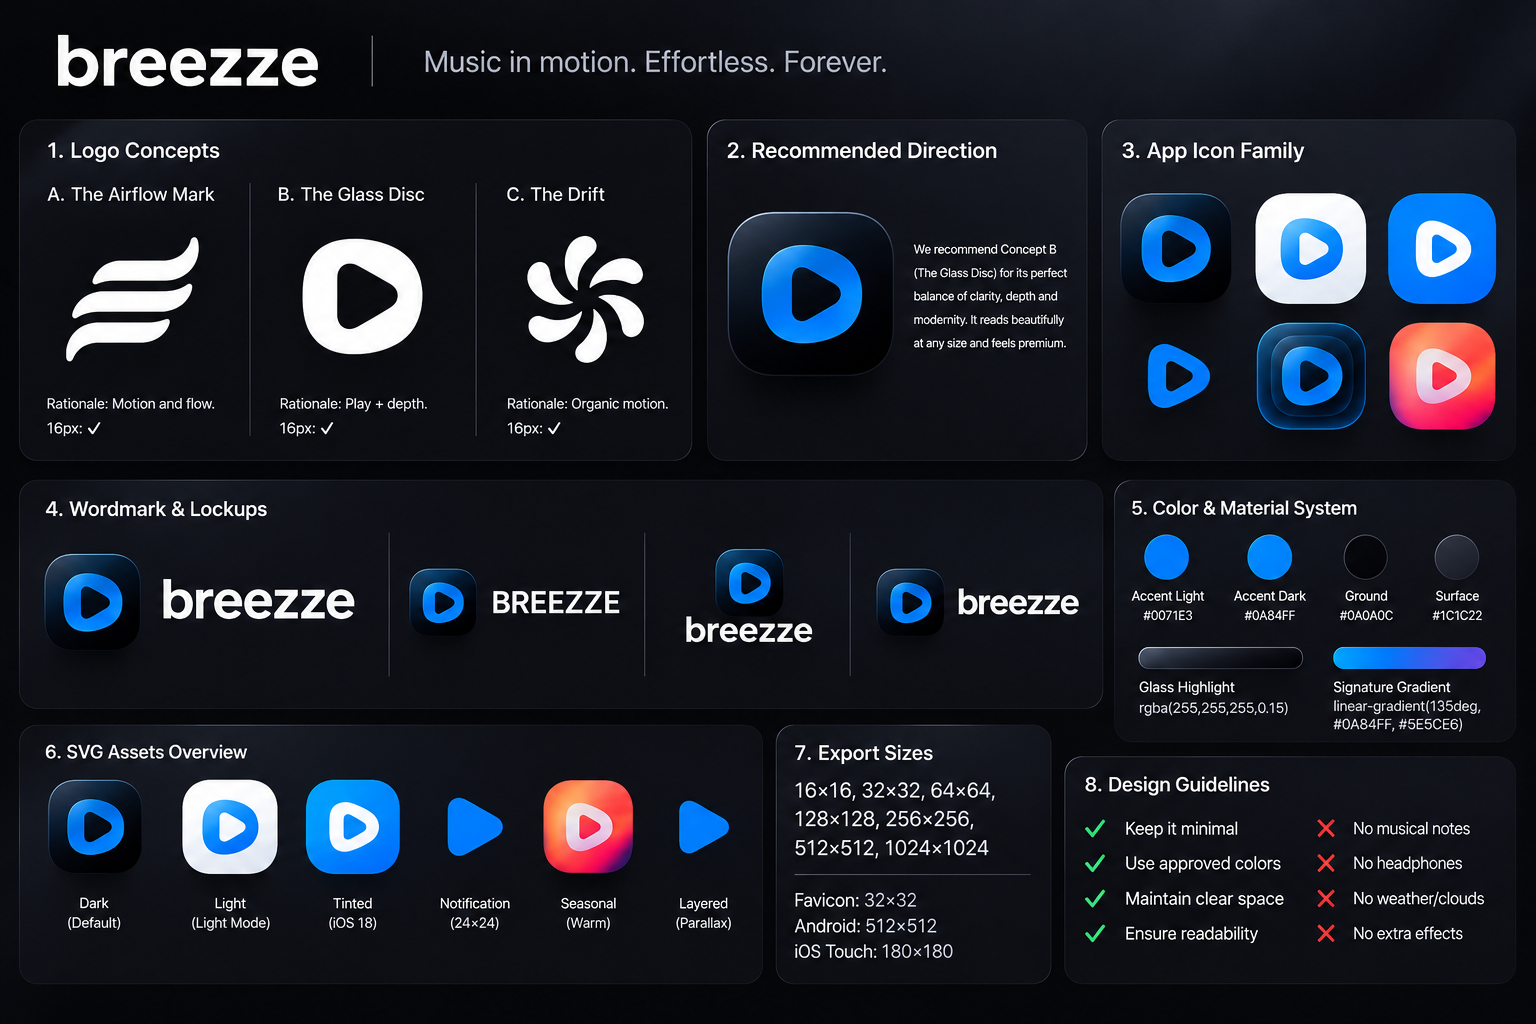 breezze
Music in motion. Effortless. Forever.
1. Logo Concepts
A. The Airflow Mark
Rationale: Motion and flow.
16px: ✓
B. The Glass Disc
Rationale: Play + depth.
16px: ✓
C. The Drift
Rationale: Organic motion.
16px: ✓
2. Recommended Direction
We recommend Concept B
(The Glass Disc) for its perfect
balance of clarity, depth and
modernity. It reads beautifully
at any size and feels premium.
3. App Icon Family
4. Wordmark & Lockups
breezze
BREEZZE
breezze
breezze
5. Color & Material System
Accent Light
#0071E3
Accent Dark
#0A84FF
Ground
#0A0A0C
Surface
#1C1C22
Glass Highlight
rgba(255,255,255,0.15)
Signature Gradient
linear-gradient(135deg,
#0A84FF, #5E5CE6)
6. SVG Assets Overview
Dark
(Default)
Light
(Light Mode)
Tinted
(iOS 18)
Notification
(24×24)
Seasonal
(Warm)
Layered
(Parallax)
7. Export Sizes
16×16, 32×32, 64×64,
128×128, 256×256,
512×512, 1024×1024
Favicon: 32×32
Android: 512×512
iOS Touch: 180×180
8. Design Guidelines
Keep it minimal
Use approved colors
Maintain clear space
Ensure readability
No musical notes
No headphones
No weather/clouds
No extra effects